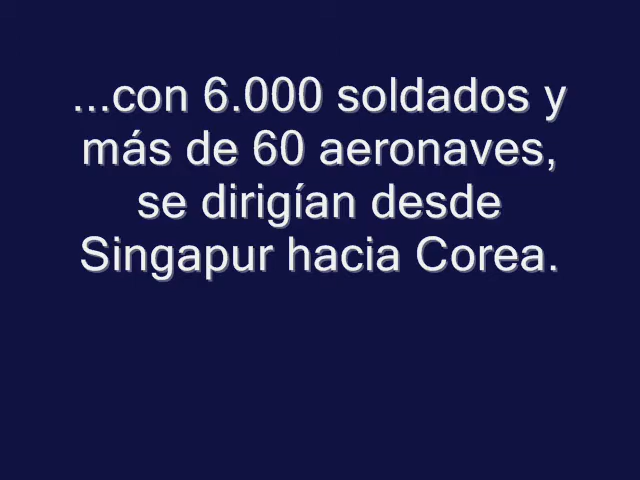 ...con 6.000 soldados y
más de 60 aeronaves,
se dirigían desde
Singapur hacia Corea.